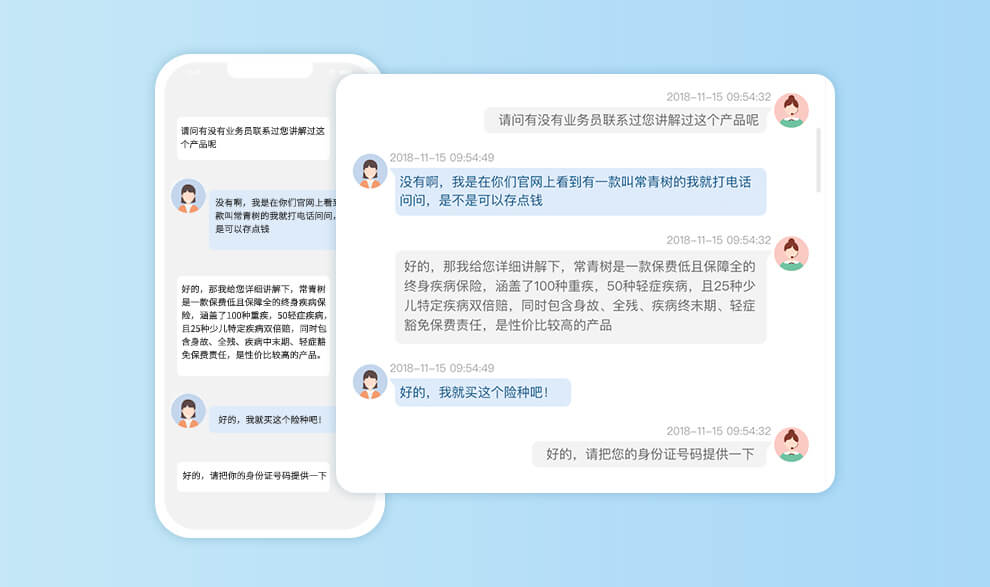 请问有没有业务员联系过您讲解过这
个产品呢
没有啊，我是在你们官网上看到
款叫常青树的我就打电话问问，
是可以存点钱
好的，那我给您详细讲解下，常青树
是一款保费低且保障全的终身疾病保
险，涵盖了100种重疾，50轻症疾病，
且25种少儿特定疾病双倍赔，同时包
含身故、全残、疾病中末期、轻症豁
免保费责任，是性价比较高的产品。
好的，我就买这个险种吧！
好的，请把你的身份证号码提供一下
2018-11-15 09:54:32
请问有没有业务员联系过您讲解过这个产品呢
2018-11-15 09:54:49
没有啊，我是在你们官网上看到有一款叫常青树的我就打电话
问问，是不是可以存点钱
2018-11-15 09:54:32
好的，那我给您详细讲解下，常青树是一款保费低且保障全的
终身疾病保险，涵盖了100种重疾，50种轻症疾病，且25种少
儿特定疾病双倍赔，同时包含身故、全残、疾病终末期、轻症
豁免保费责任，是性价比较高的产品
2018-11-15 09:54:49
好的，我就买这个险种吧！
2018-11-15 09:54:32
好的，请把您的身份证号码提供一下